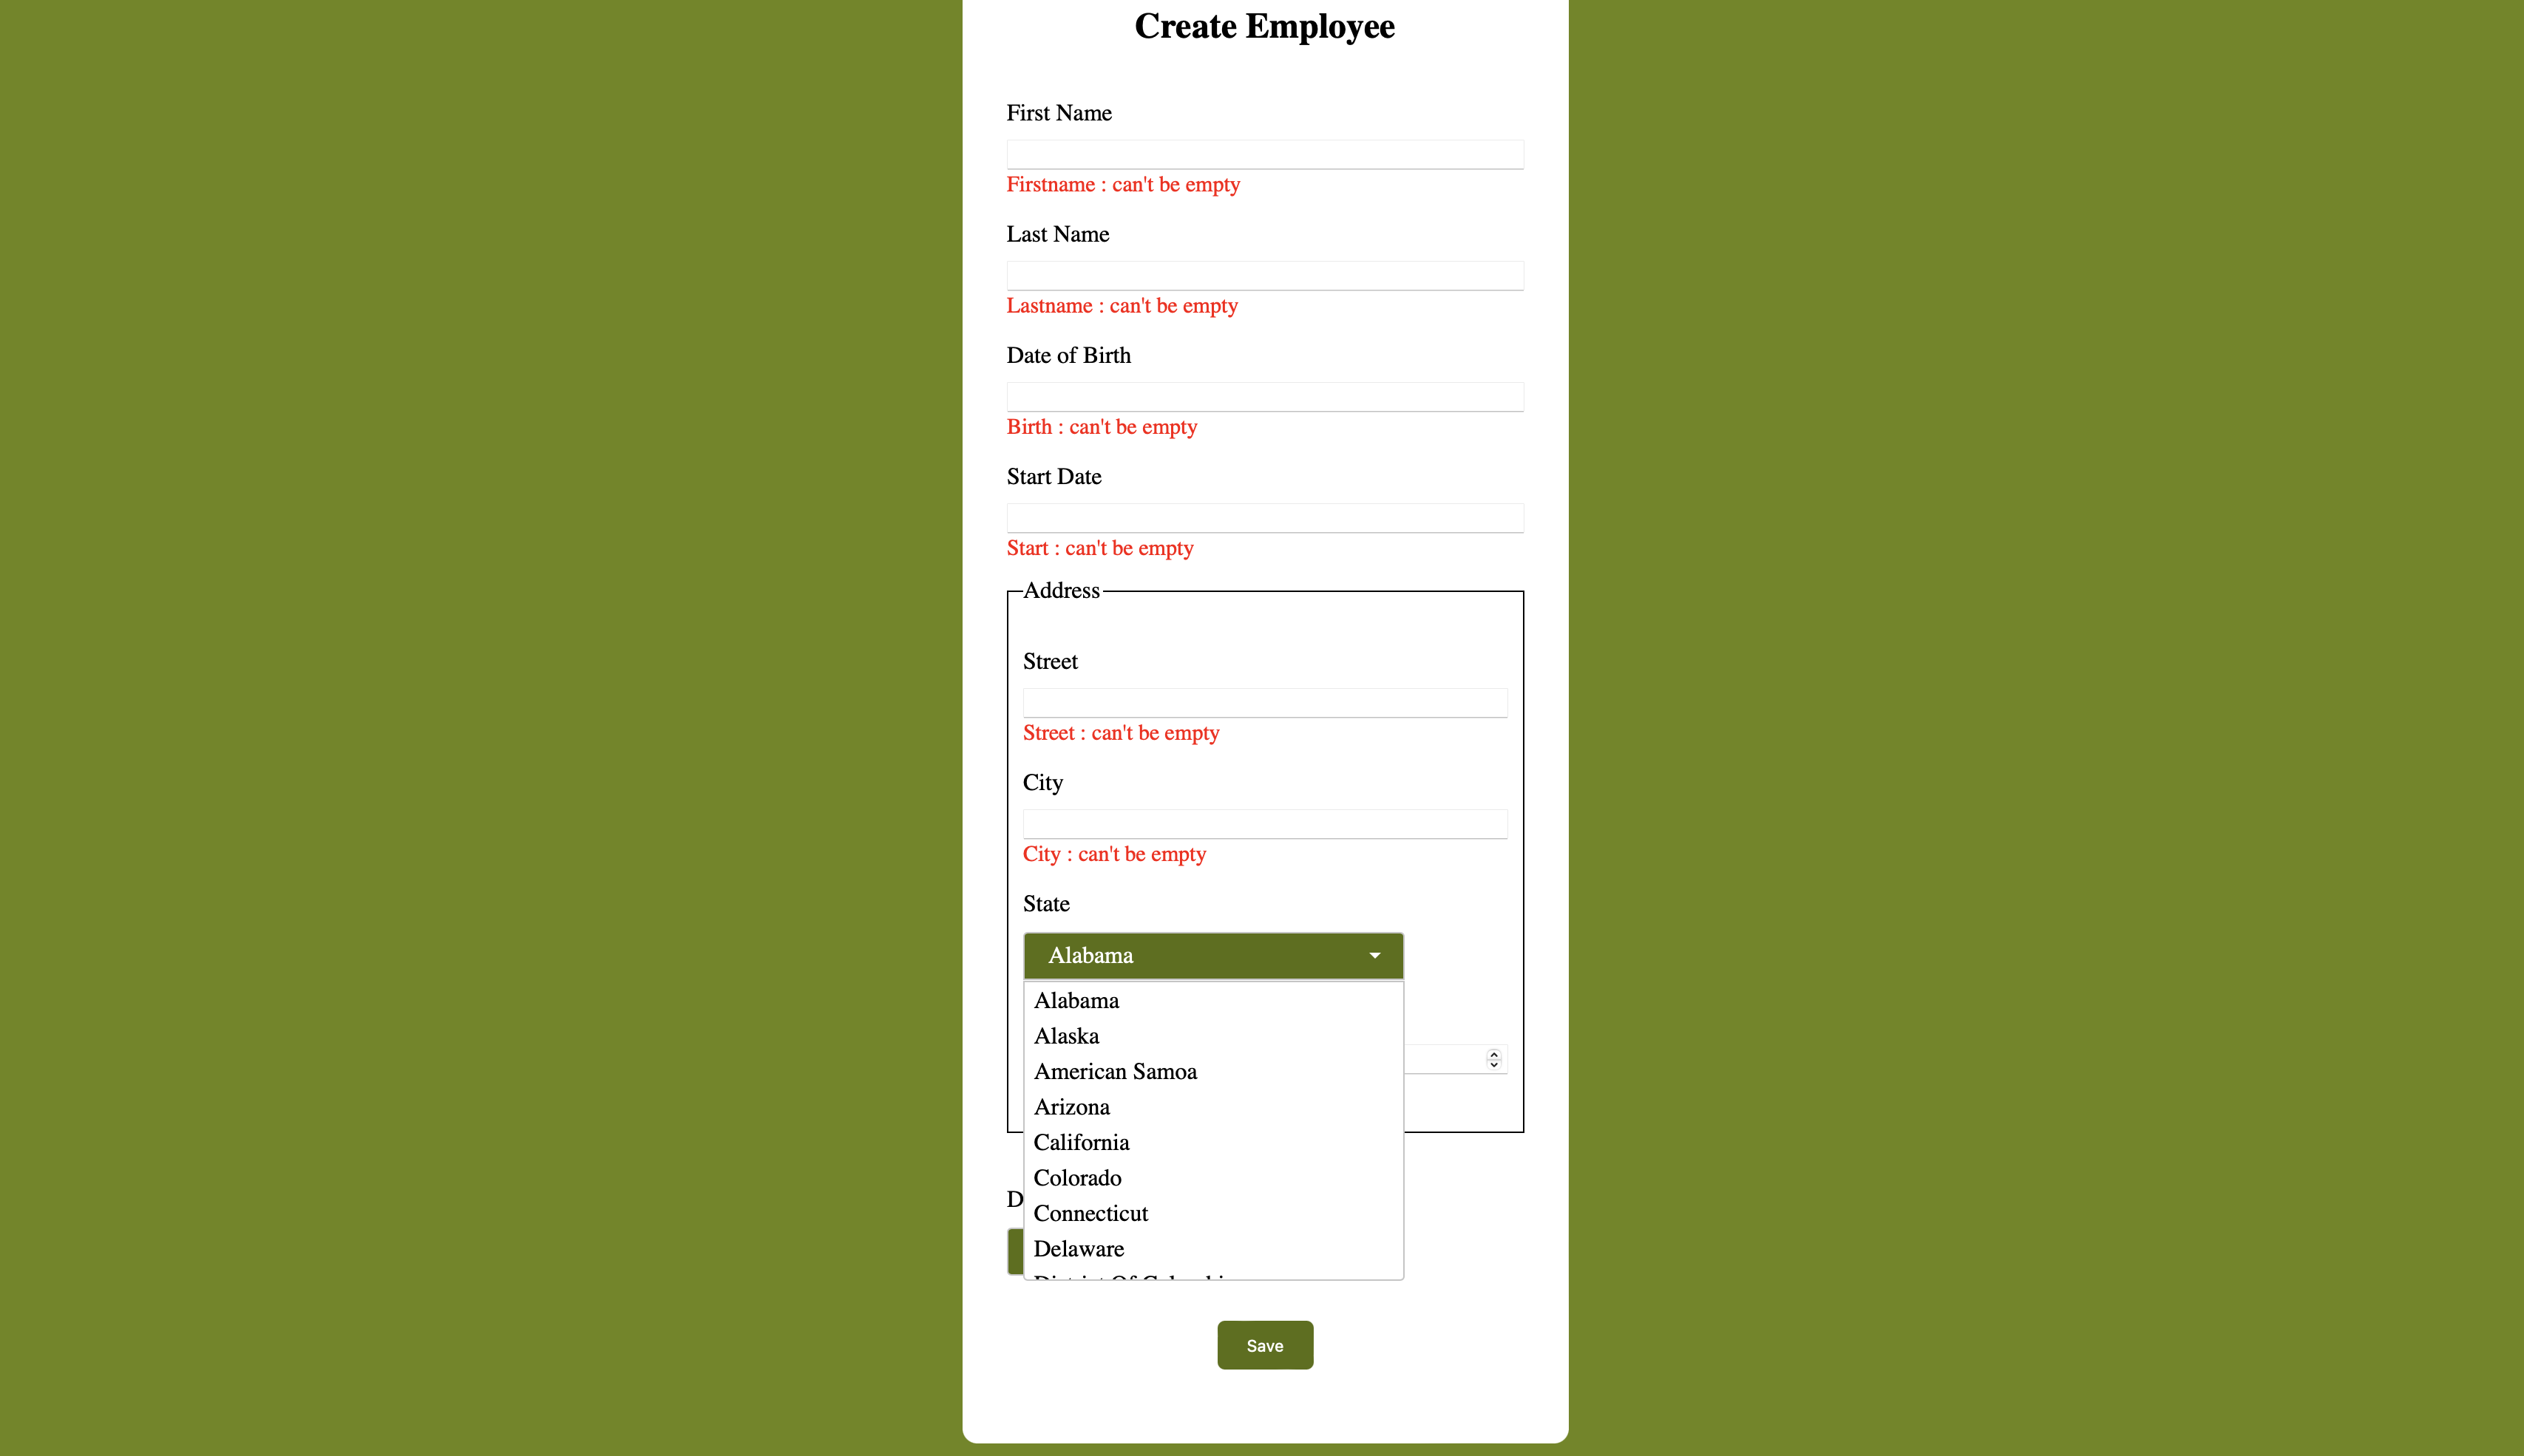 Create Employee
First Name
Firstname : can't be empty
Last Name
Lastname : can't be empty
Date of Birth
Birth : can't be empty
Start Date
Start : can't be empty
Address
Street
Street : can't be empty
City
City : can't be empty
State
Alabama
Alabama
Alaska
American Samoa
Arizona
California
Colorado
Connecticut
Delaware
D
Save